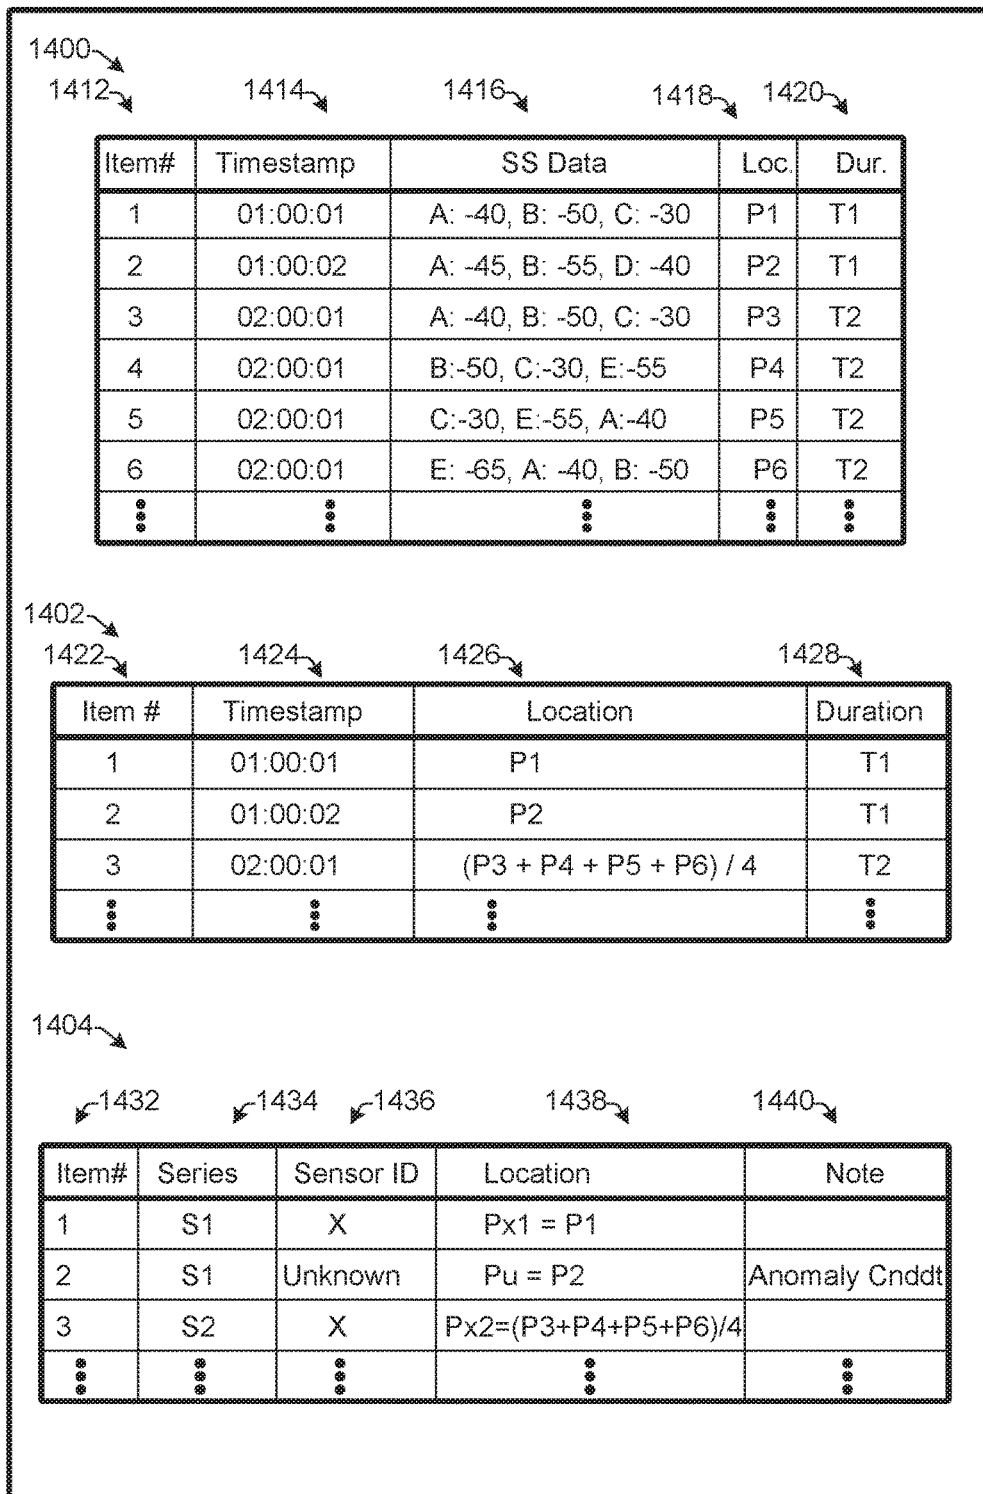 1400
1412 1414 1416 1418 1420
Item# Timestamp SS Data Loc. Dur.
1 01:00:01 A: -40, B: -50, C: -30 P1 T1
2 01:00:02 A: -45, B: -55, D: -40 P2 T1
3 02:00:01 A: -40, B: -50, C: -30 P3 T2
4 02:00:01 B:-50, C:-30, E:-55 P4 T2
5 02:00:01 C:-30, E:-55, A:-40 P5 T2
6 02:00:01 E: -65, A: -40, B: -50 P6 T2
1402
1422 1424 1426 1428
Item # Timestamp Location Duration
1 01:00:01 P1 T1
2 01:00:02 P2 T1
3 02:00:01 (P3 + P4 + P5 + P6) / 4 T2
1404
1432 1434 1436 1438 1440
Item# Series Sensor ID Location Note
1 S1 X Px1 = P1
2 S1 Unknown Pu = P2 Anomaly Cnddt
3 S2 X Px2=(P3+P4+P5+P6)/4